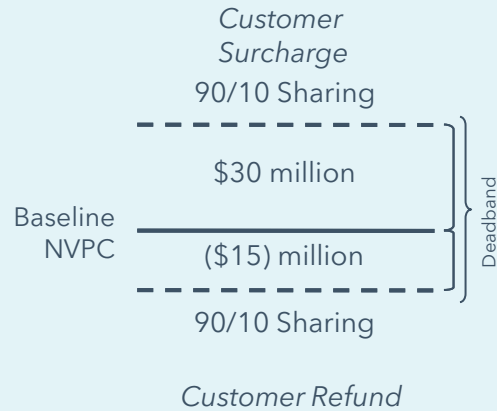 Customer
Surcharge
90/10 Sharing
$30 million
Baseline
NVPC
($15) million
Deadband
90/10 Sharing
Customer Refund